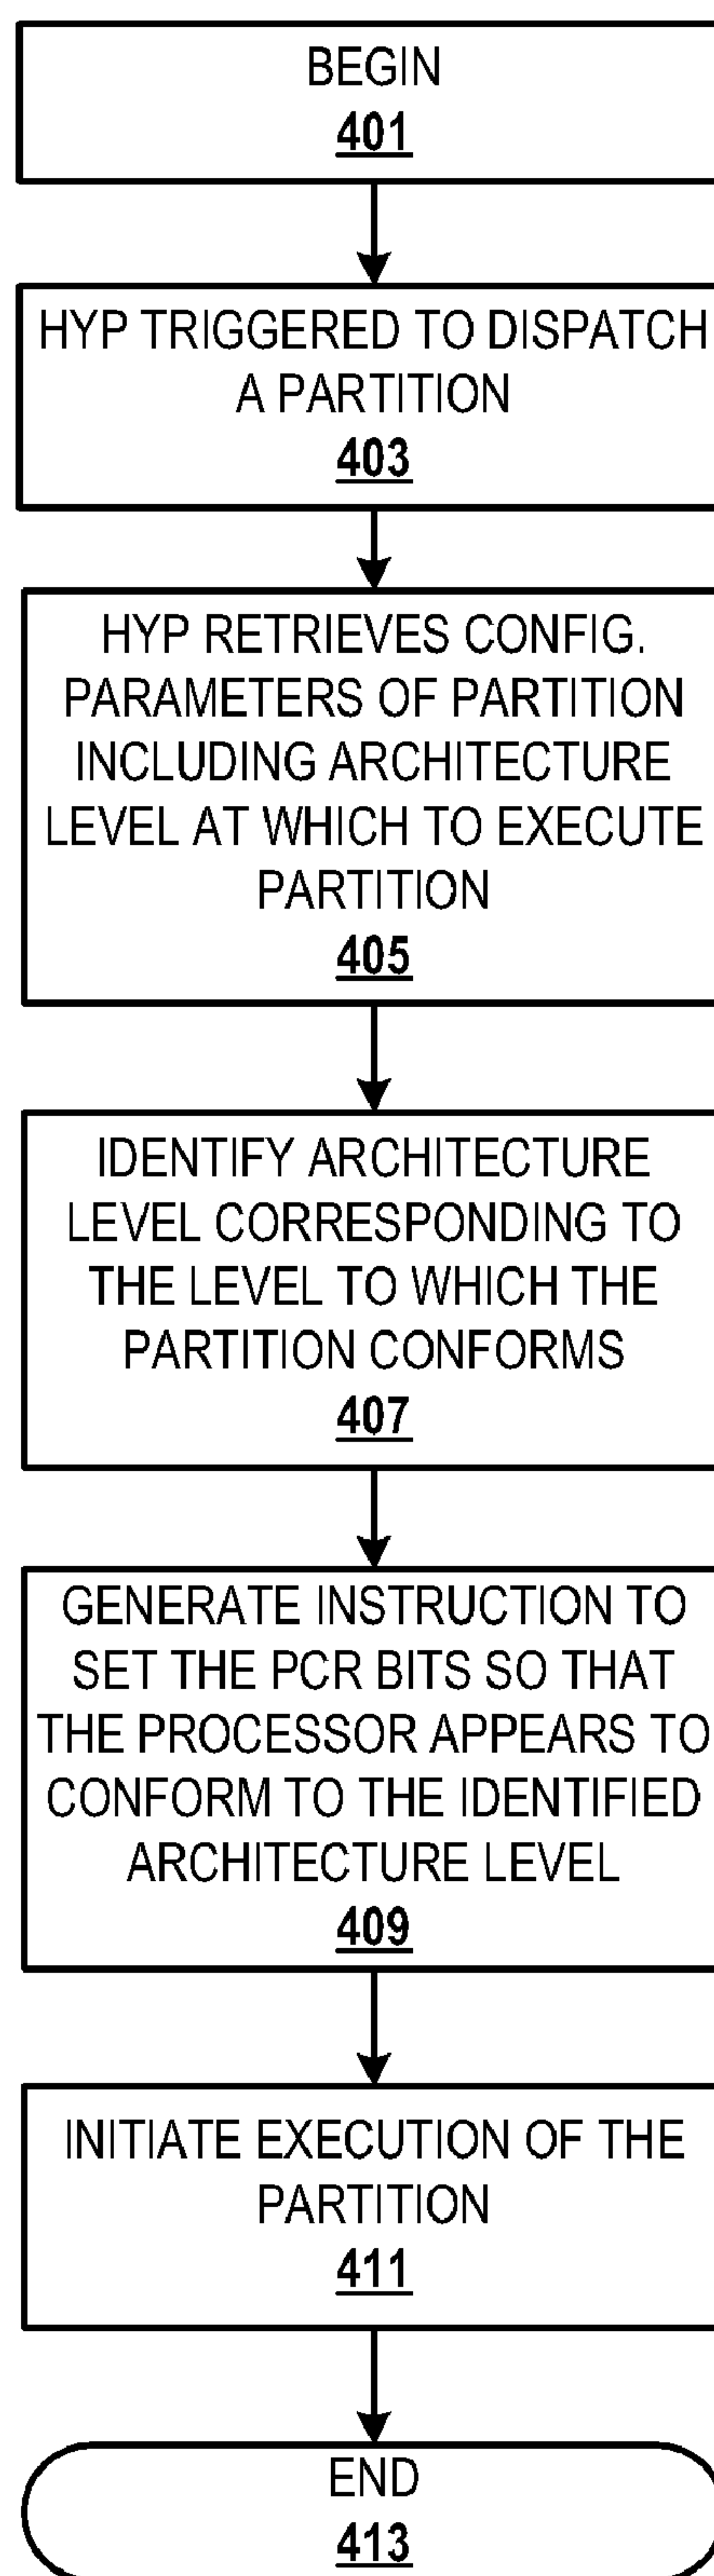 BEGIN
401
HYP TRIGGERED TO DISPATCH
A PARTITION
403
HYP RETRIEVES CONFIG.
PARAMETERS OF PARTITION
INCLUDING ARCHITECTURE
LEVEL AT WHICH TO EXECUTE
PARTITION
405
IDENTIFY ARCHITECTURE
LEVEL CORRESPONDING TO
THE LEVEL TO WHICH THE
PARTITION CONFORMS
407
GENERATE INSTRUCTION TO
SET THE PCR BITS SO THAT
THE PROCESSOR APPEARS TO
CONFORM TO THE IDENTIFIED
ARCHITECTURE LEVEL
409
INITIATE EXECUTION OF THE
PARTITION
411
END
413